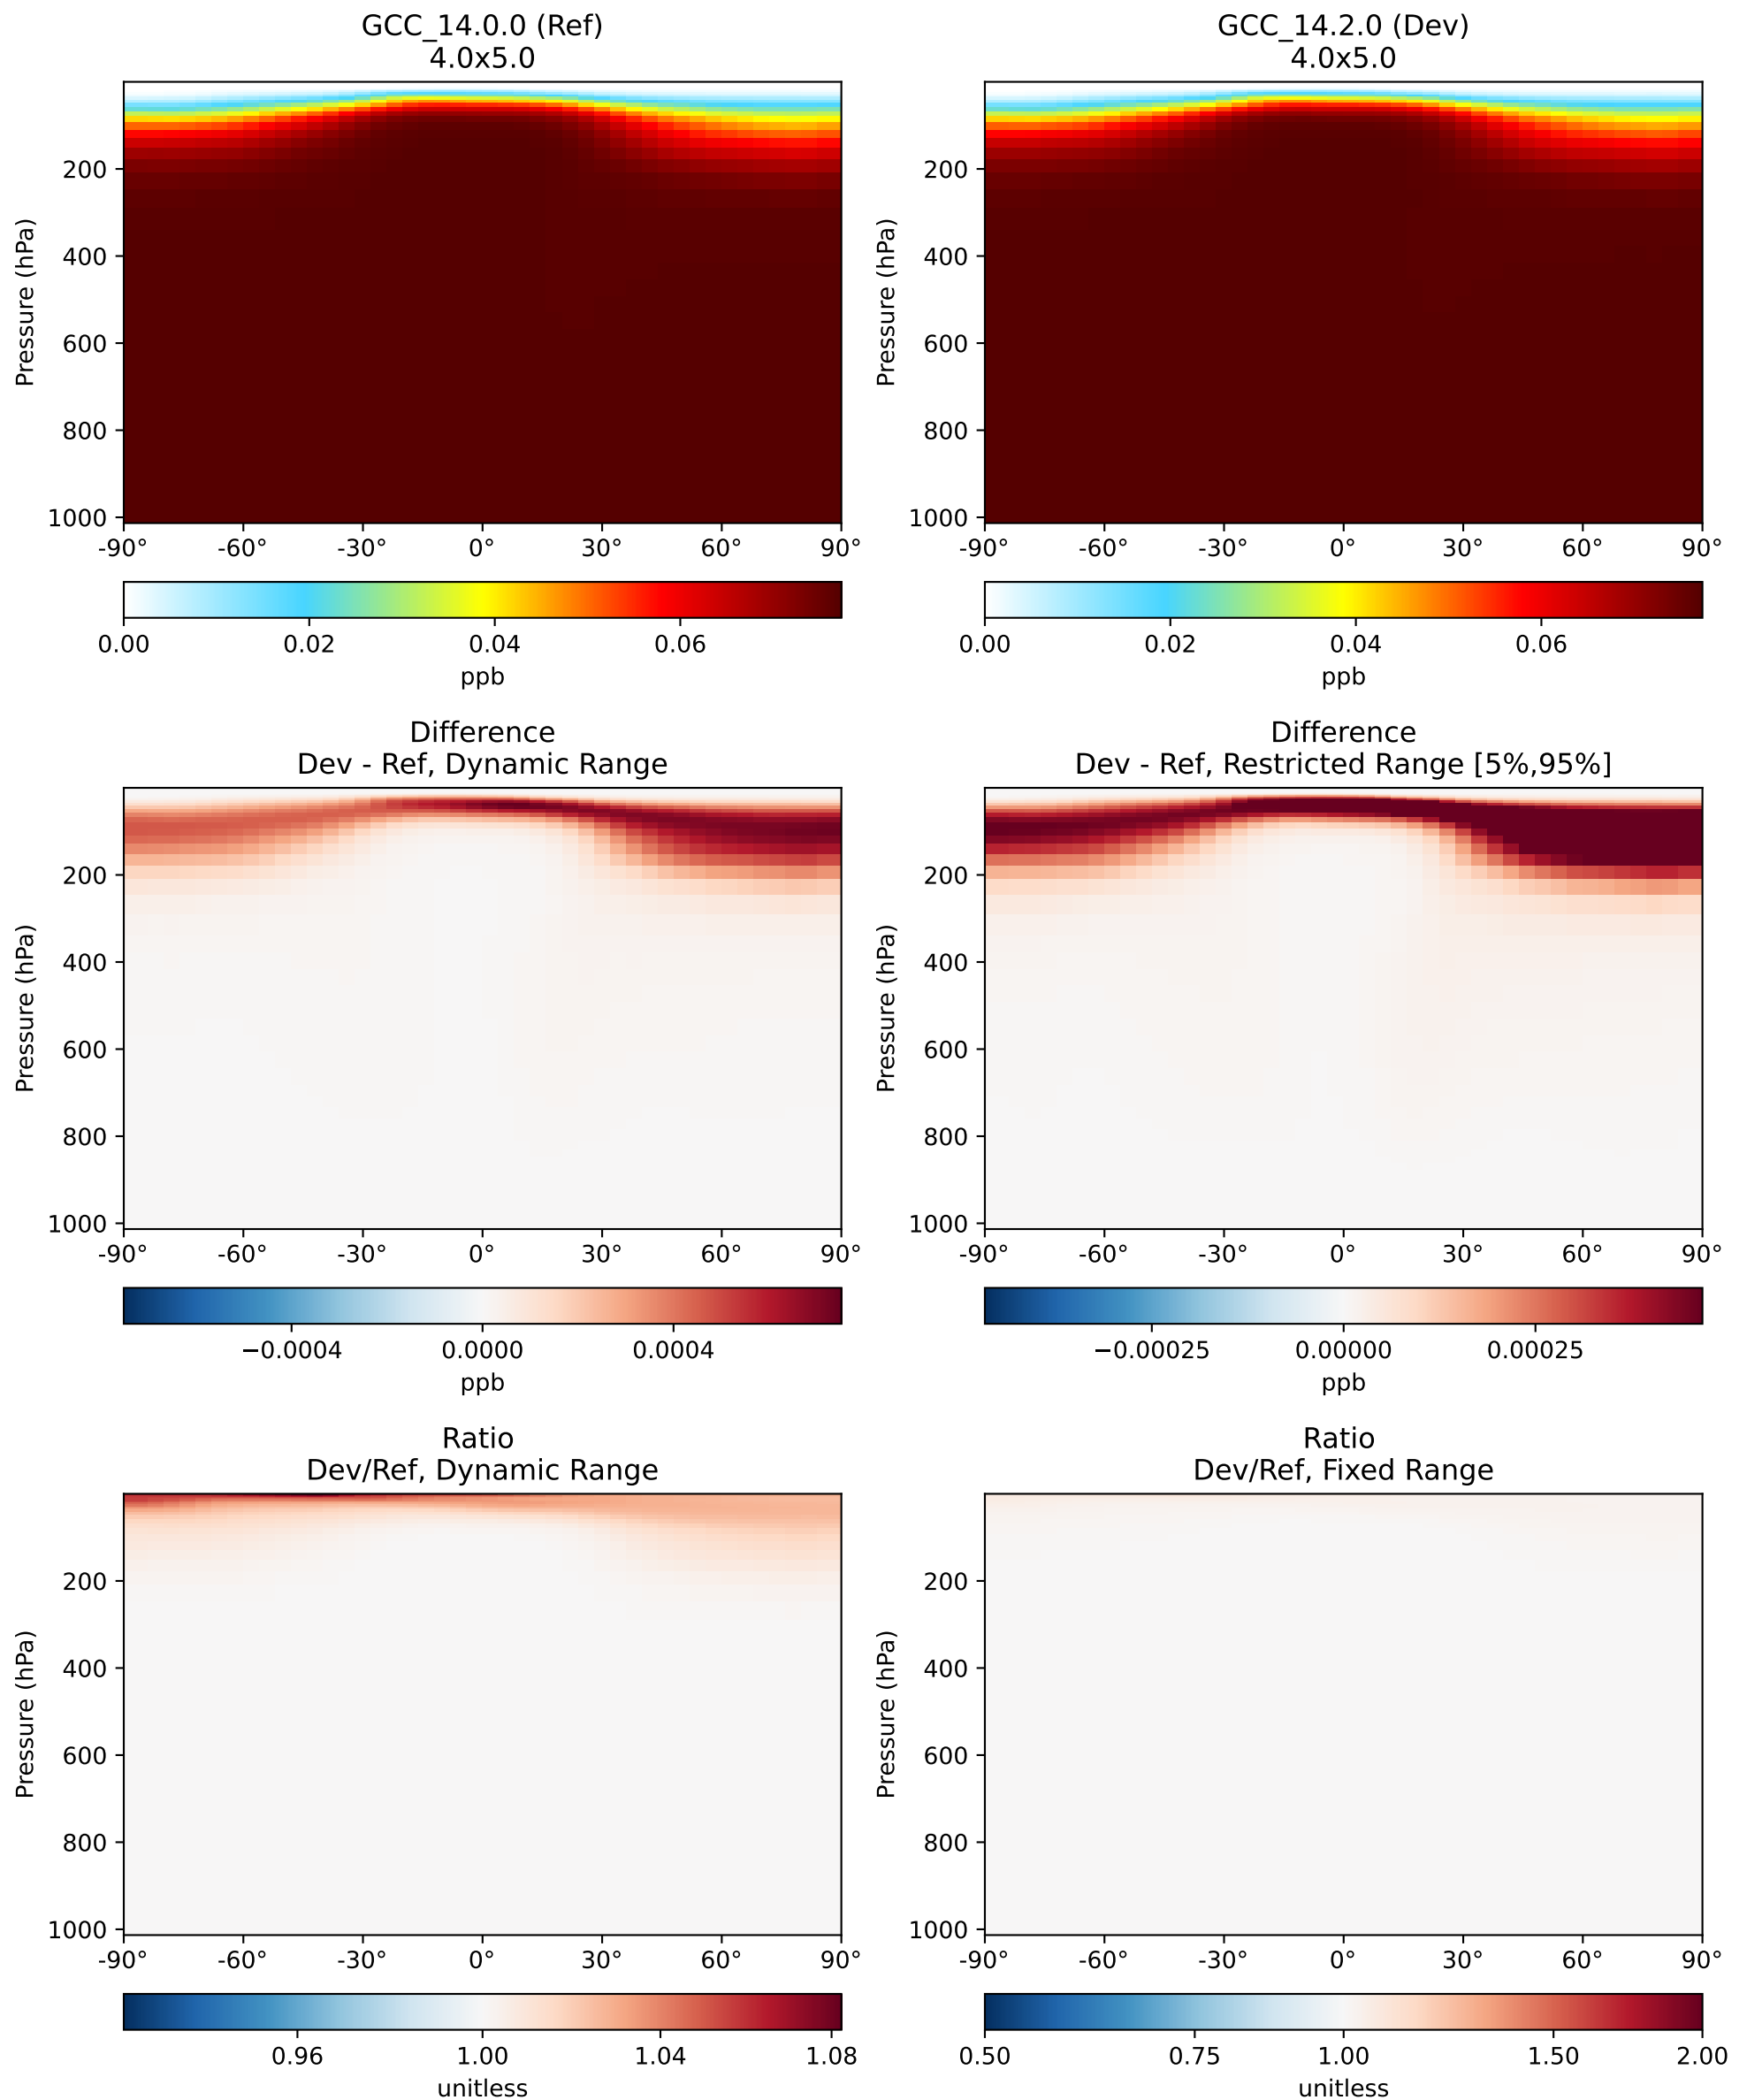 GCC_14.0.0 (Ref)
4.0x5.0
Pressure (hPa)
200
400
600
800
1000
-90° -60° -30° 0° 30° 60° 90°
0.00 0.02 0.04 0.06
ppb
GCC_14.2.0 (Dev)
4.0x5.0
Pressure (hPa)
200
400
600
800
1000
-90° -60° -30° 0° 30° 60° 90°
0.00 0.02 0.04 0.06
ppb
Difference
Dev - Ref, Dynamic Range
Pressure (hPa)
200
400
600
800
1000
-90° -60° -30° 0° 30° 60° 90°
−0.0004 0.0000 0.0004
ppb
Difference
Dev - Ref, Restricted Range [5%,95%]
Pressure (hPa)
200
400
600
800
1000
-90° -60° -30° 0° 30° 60° 90°
−0.00025 0.00000 0.00025
ppb
Ratio
Dev/Ref, Dynamic Range
Pressure (hPa)
200
400
600
800
1000
-90° -60° -30° 0° 30° 60° 90°
0.96 1.00 1.04 1.08
unitless
Ratio
Dev/Ref, Fixed Range
Pressure (hPa)
200
400
600
800
1000
-90° -60° -30° 0° 30° 60° 90°
0.50 0.75 1.00 1.50 2.00
unitless